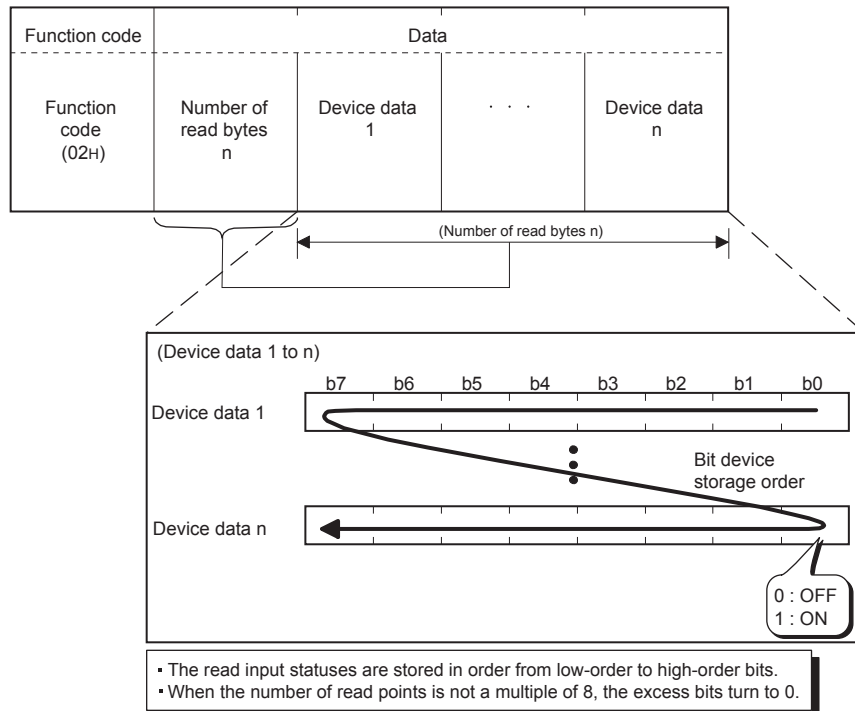 Function code Data
Function
code
(02H)
Number of
read bytes
n
Device data
1
· · ·
Device data
n
(Number of read bytes n)
(Device data 1 to n)
b7 b6 b5 b4 b3 b2 b1 b0
Device data 1
Bit device
storage order
Device data n
0 : OFF
1 : ON
▪ The read input statuses are stored in order from low-order to high-order bits.
▪ When the number of read points is not a multiple of 8, the excess bits turn to 0.